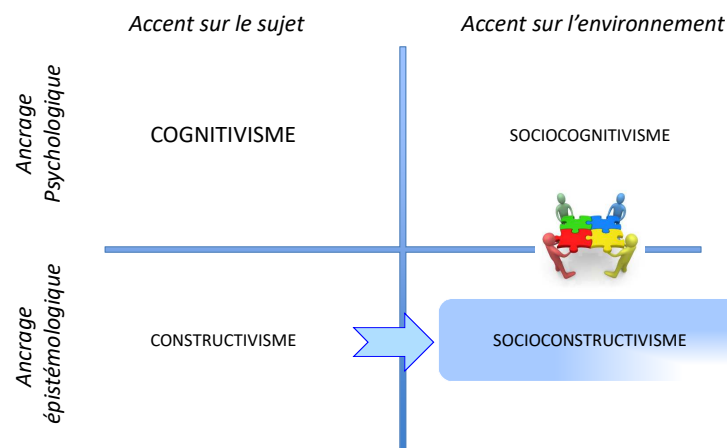 Accent sur le sujet
Accent sur l’environnement
Ancrage
Psychologique
COGNITIVISME
SOCIOCOGNITIVISME
Ancrage
épistémologique
CONSTRUCTIVISME
SOCIOCONSTRUCTIVISME